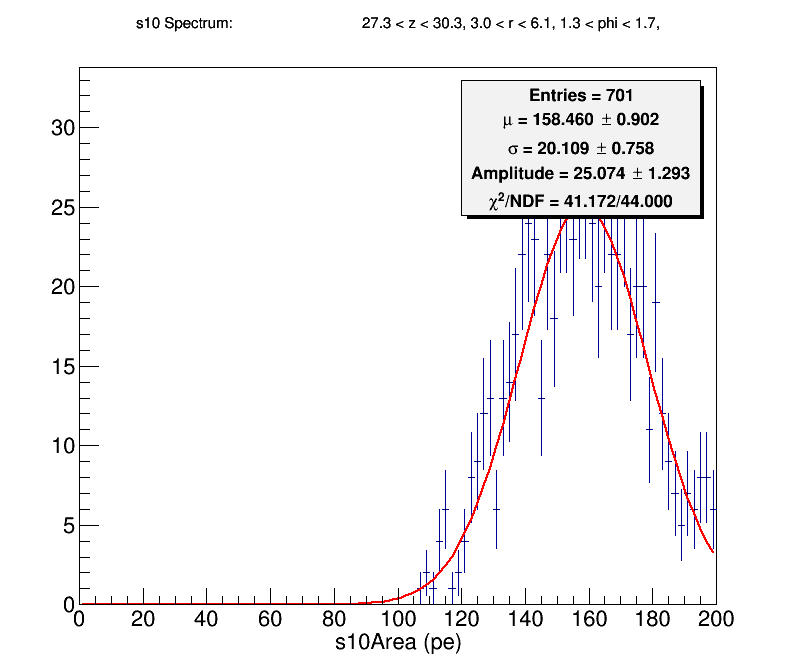 s10 Spectrum: 27.3 < z < 30.3, 3.0 < r < 6.1, 1.3 < phi < 1.7,
Entries = 701
μ = 158.460 ± 0.902
σ = 20.109 ± 0.758
Amplitude = 25.074 ± 1.293
χ²/NDF = 41.172/44.000
30
25
20
15
10
5
0
0 20 40 60 80 100 120 140 160 180 200
s10Area (pe)